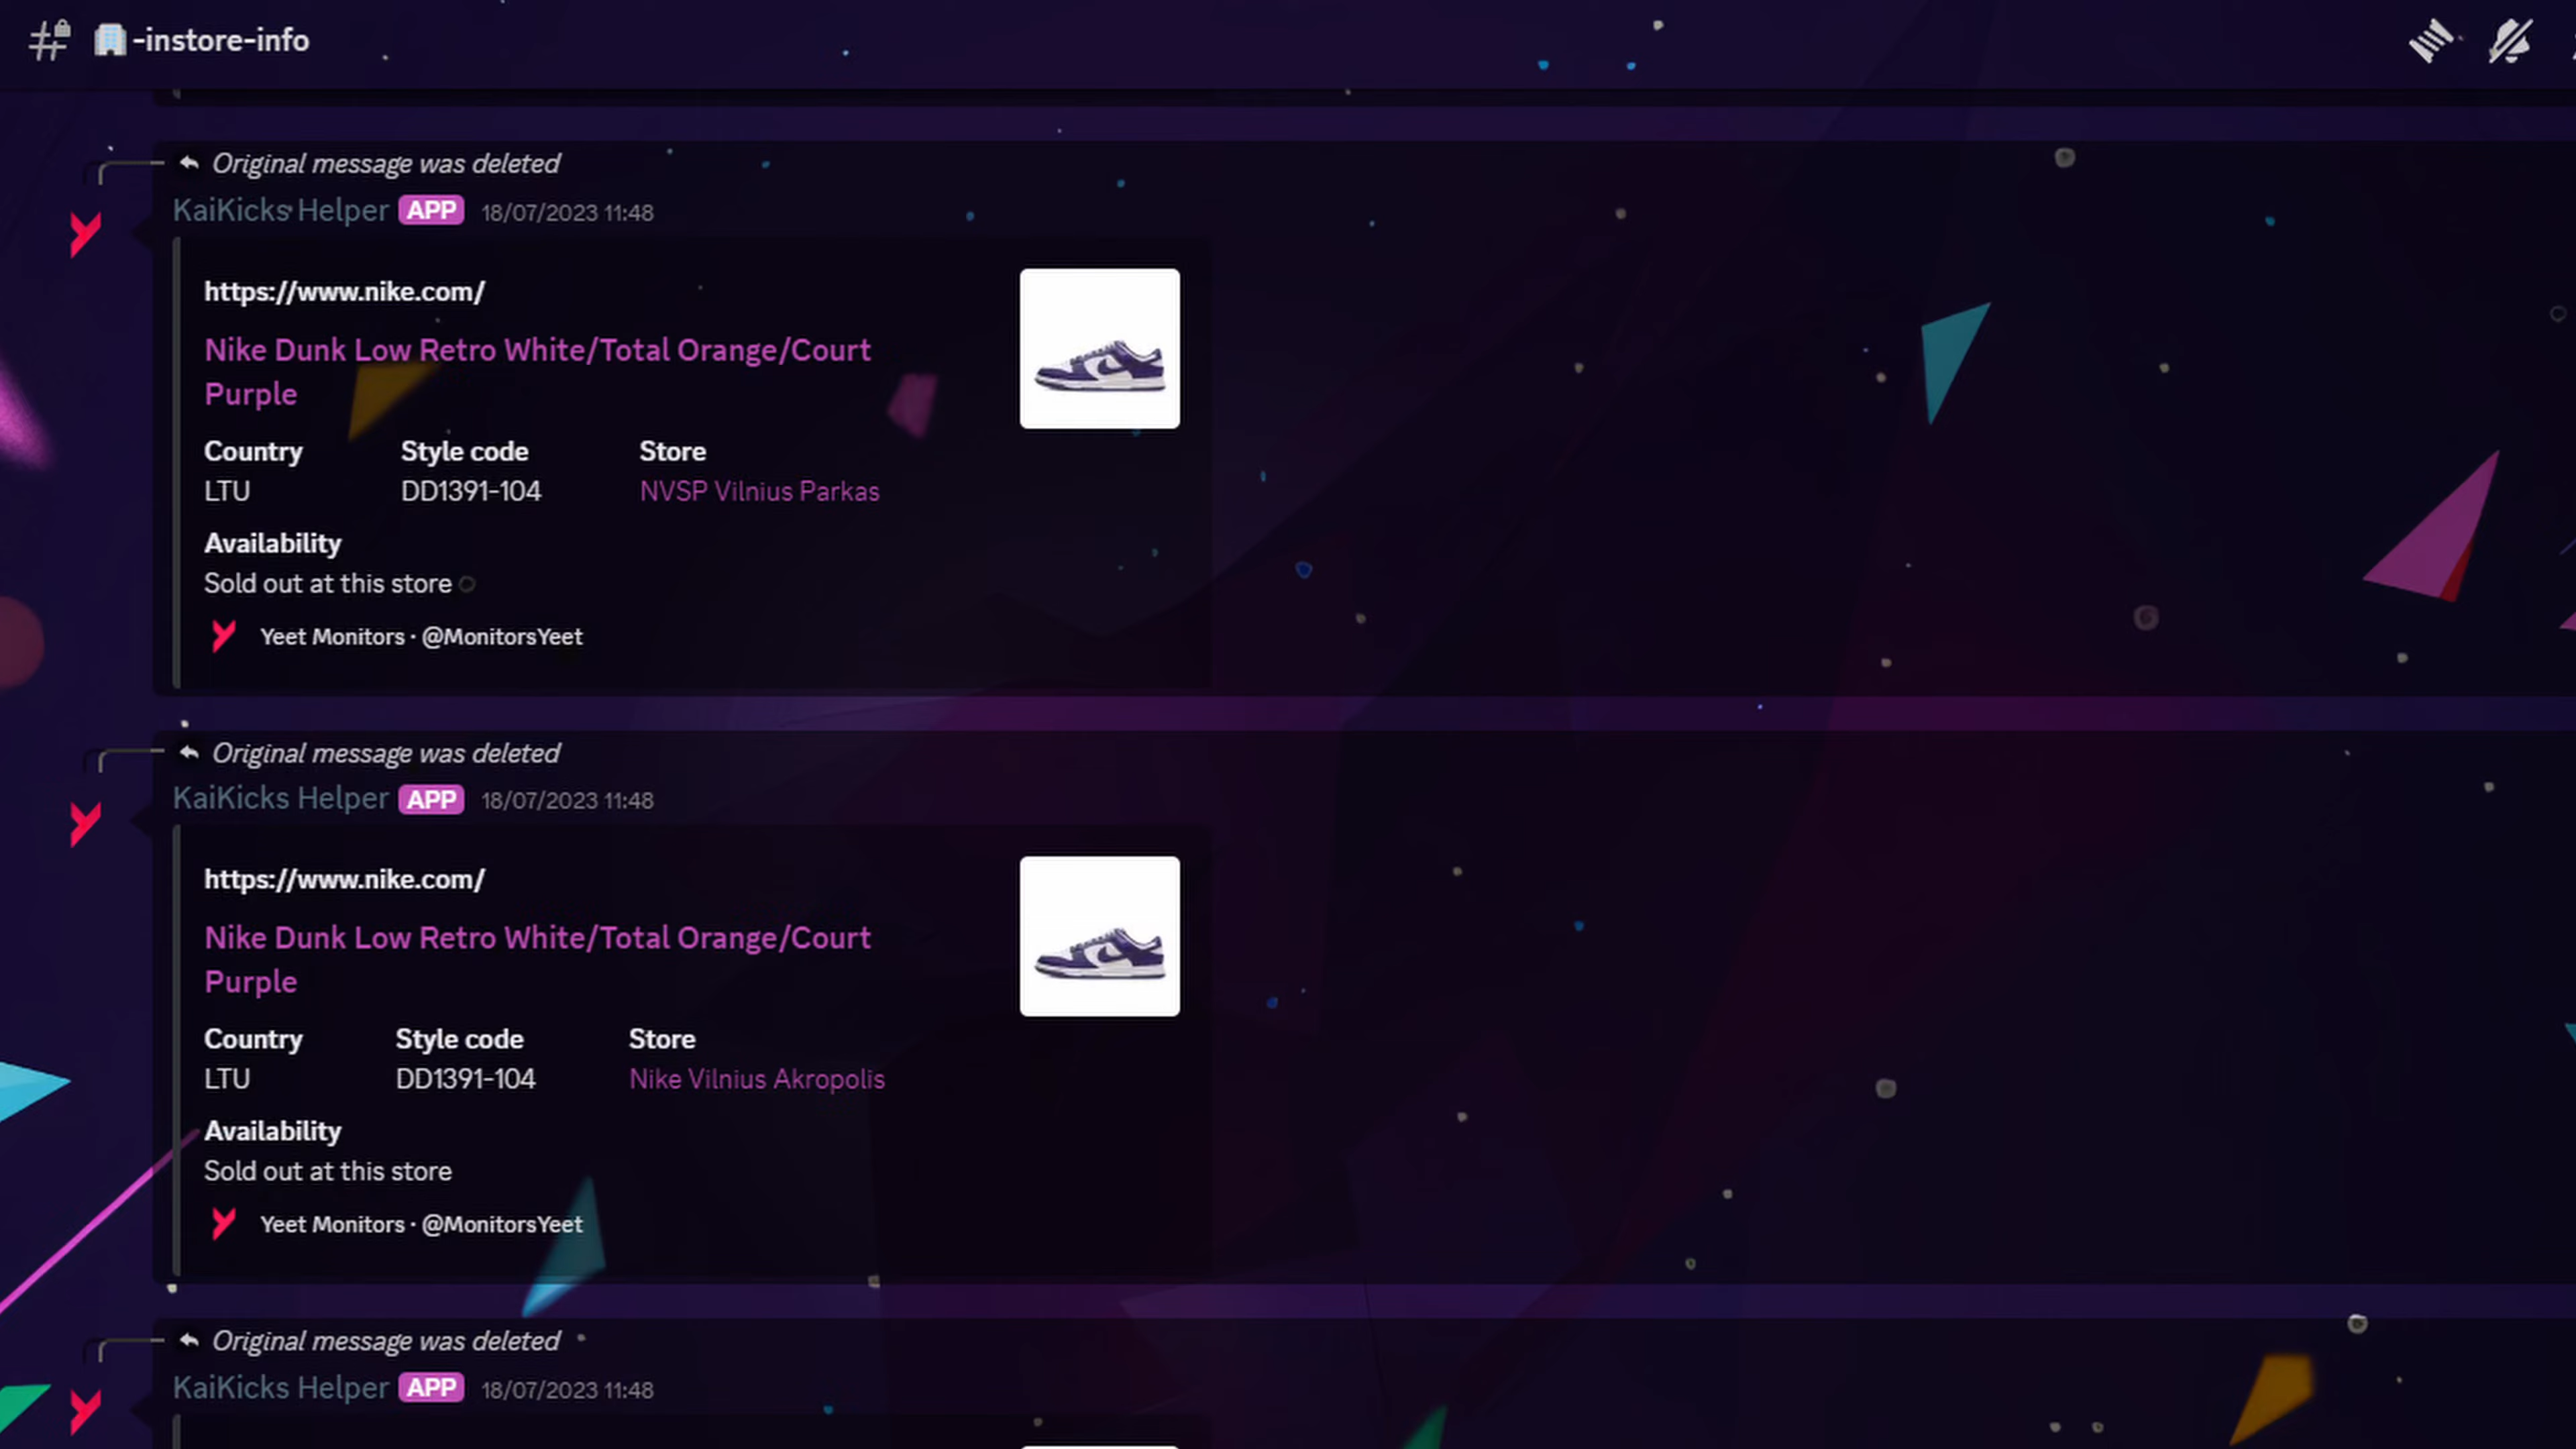 -instore-info
Original message was deleted
KaiKicks Helper APP 18/07/2023 11:48
https://www.nike.com/
Nike Dunk Low Retro White/Total Orange/Court
Purple
Country Style code Store
LTU DD1391-104 NVSP Vilnius Parkas
Availability
Sold out at this store
Yeet Monitors · @MonitorsYeet
Original message was deleted
KaiKicks Helper APP 18/07/2023 11:48
https://www.nike.com/
Nike Dunk Low Retro White/Total Orange/Court
Purple
Country Style code Store
LTU DD1391-104 Nike Vilnius Akropolis
Availability
Sold out at this store
Yeet Monitors · @MonitorsYeet
Original message was deleted
KaiKicks Helper APP 18/07/2023 11:48